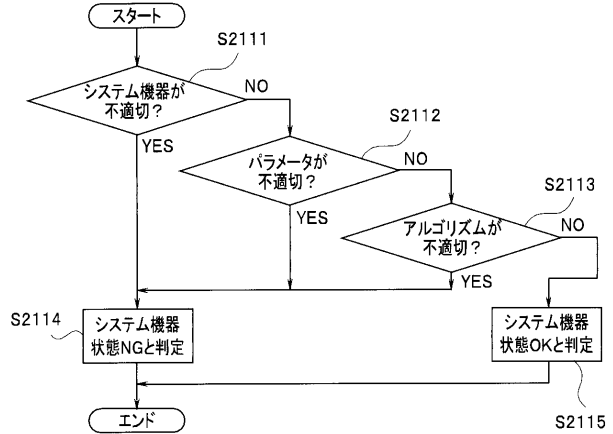 スタート
S2111
システム機器が
不適切?
NO
YES
S2112
パラメータが
不適切?
NO
YES
S2113
アルゴリズムが
不適切?
NO
YES
S2114
システム機器
状態NGと判定
システム機器
状態OKと判定
S2115
エンド